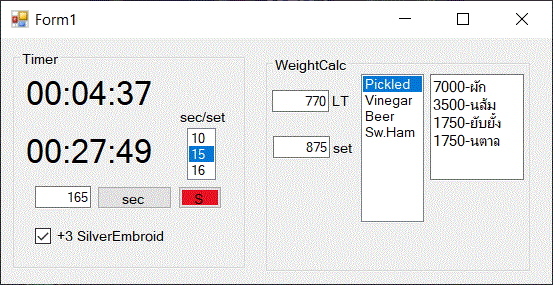 Form1
Timer
00:04:37
sec/set
00:27:49
10
15
16
165
sec
S
+3 SilverEmbroid
WeightCalc
770 LT
875 set
Pickled
Vinegar
Beer
Sw.Ham
7000-ผัก
3500-นส้ม
1750-ยับยั้ง
1750-นตาล